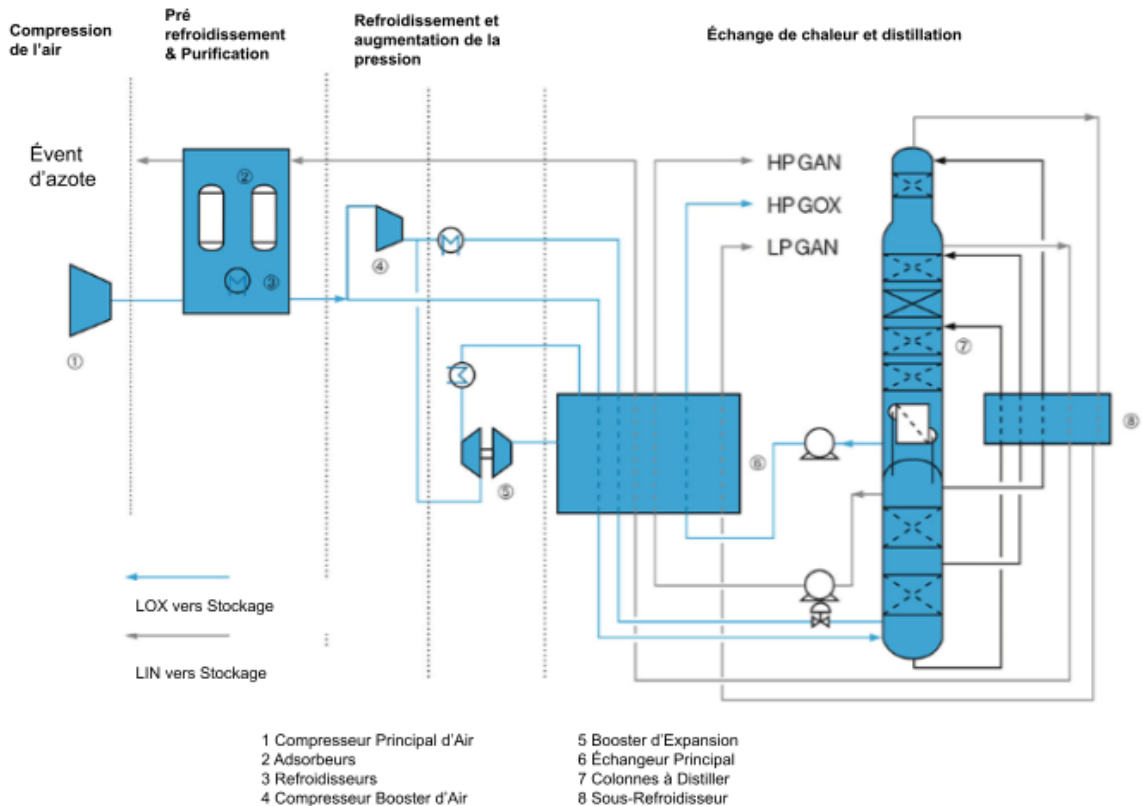 Compression
de l'air
Pré
refroidissement
& Purification
Refroidissement et
augmentation de la
pression
Échange de chaleur et distillation
Évent
d'azote
HP GAN
HP GOX
LP GAN
①
②
③
④
⑤
⑥
⑦
⑧
LOX vers Stockage
LIN vers Stockage
1 Compresseur Principal d'Air
2 Adsorbeurs
3 Refroidisseurs
4 Compresseur Booster d'Air
5 Booster d'Expansion
6 Échangeur Principal
7 Colonnes à Distiller
8 Sous-Refroidisseur